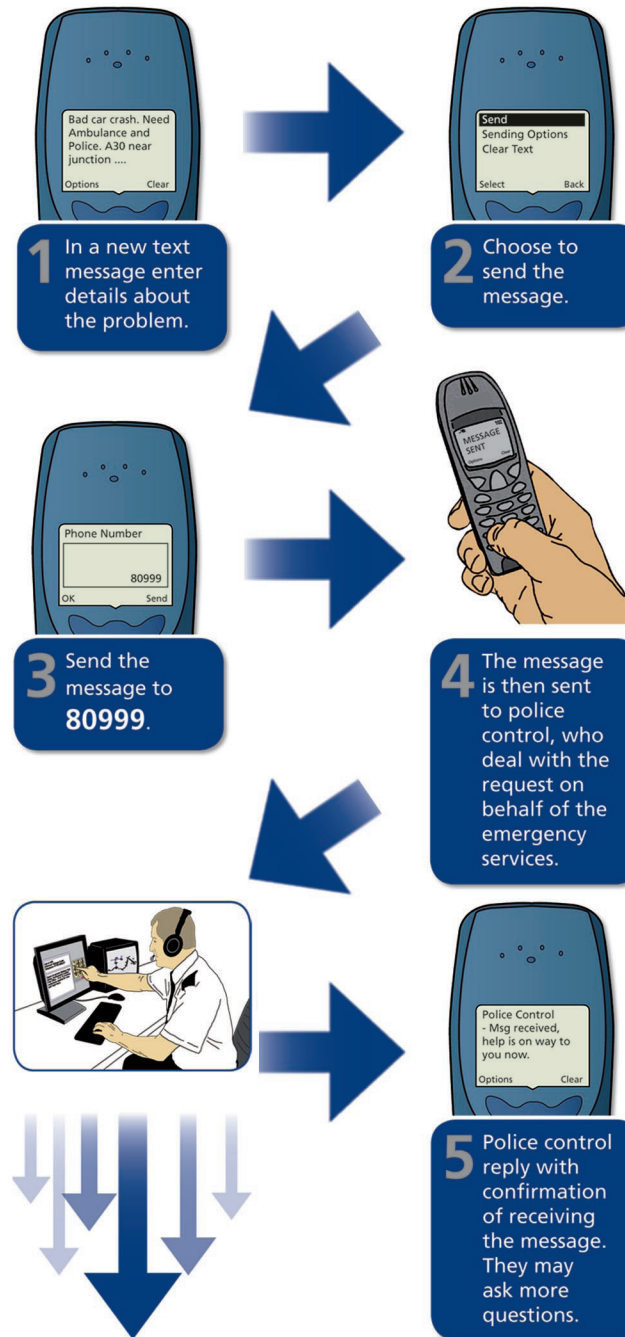 Bad car crash. Need
Ambulance and
Police. A30 near
junction ....
Options Clear
1 In a new text
message enter
details about
the problem.
Send
Sending Options
Clear Text
Select Back
2 Choose to
send the
message.
Phone Number
80999
OK Send
3 Send the
message to
80999.
MESSAGE
SENT
Options Clear
4 The message
is then sent
to police
control, who
deal with the
request on
behalf of the
emergency
services.
Police Control
- Msg received,
help is on way to
you now.
Options Clear
5 Police control
reply with
confirmation
of receiving
the message.
They may
ask more
questions.